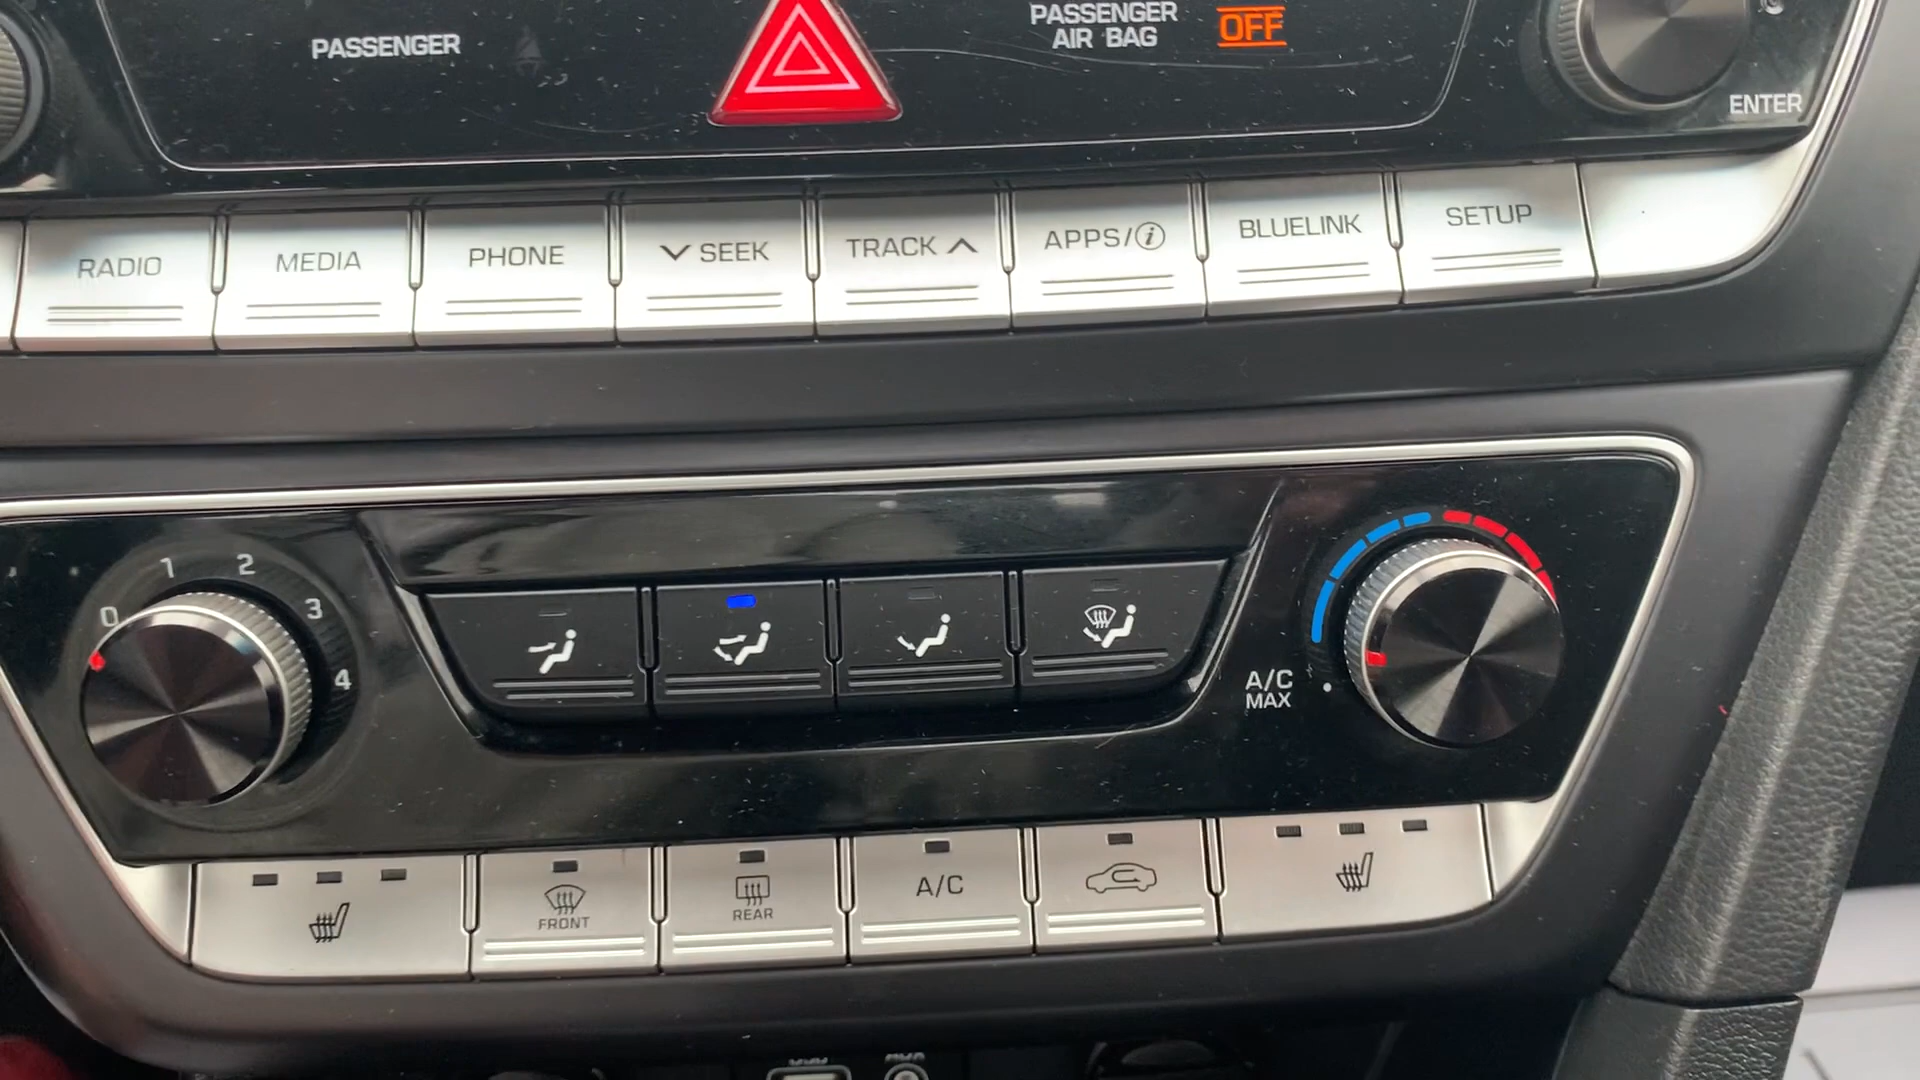 PASSENGER
PASSENGER
AIR BAG
OFF
ENTER
RADIO
MEDIA
PHONE
SEEK
TRACK
APPS/i
BLUELINK
SETUP
0
1
2
3
4
A/C
MAX
FRONT
REAR
A/C